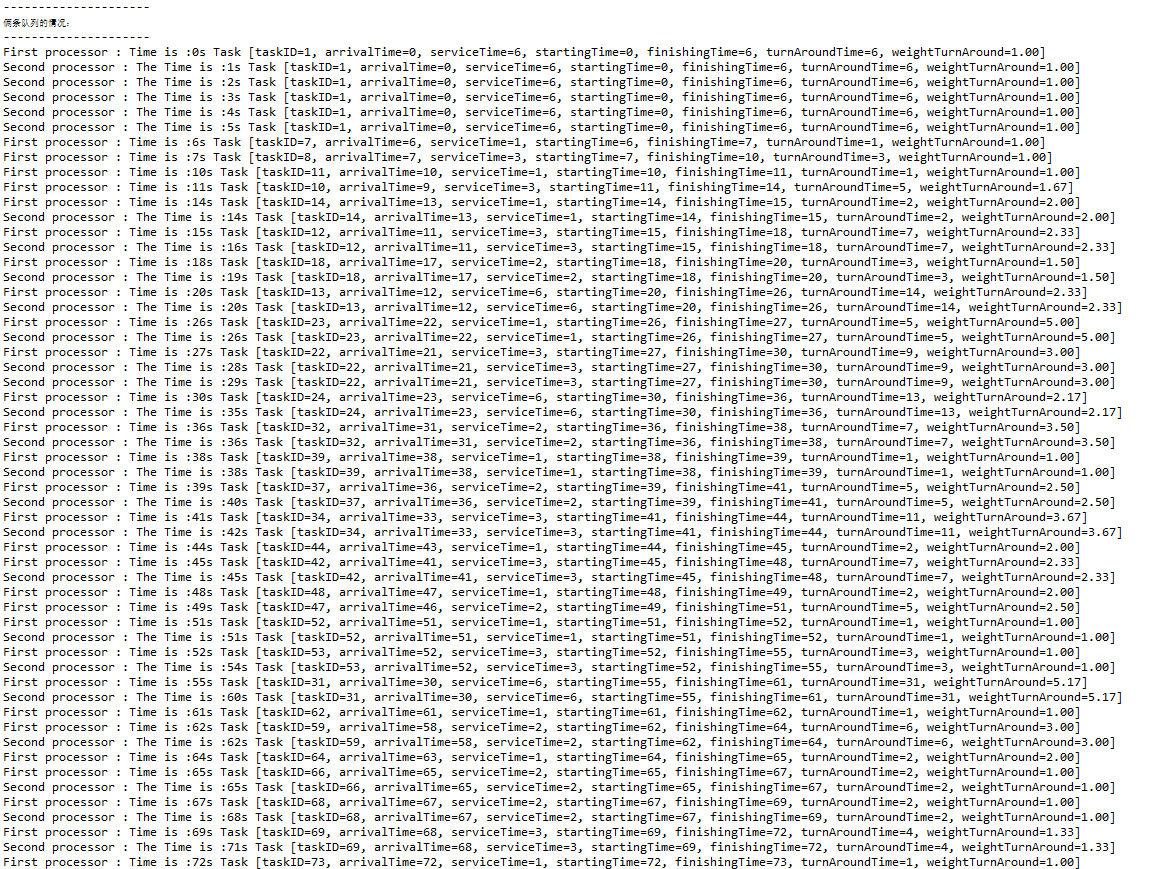 ---------------------
俩条队列的情况：
---------------------
First processor : Time is :0s Task [taskID=1, arrivalTime=0, serviceTime=6, startingTime=0, finishingTime=6, turnAroundTime=6, weightTurnAround=1.00]
Second processor : The Time is :1s Task [taskID=1, arrivalTime=0, serviceTime=6, startingTime=0, finishingTime=6, turnAroundTime=6, weightTurnAround=1.00]
Second processor : The Time is :2s Task [taskID=1, arrivalTime=0, serviceTime=6, startingTime=0, finishingTime=6, turnAroundTime=6, weightTurnAround=1.00]
Second processor : The Time is :3s Task [taskID=1, arrivalTime=0, serviceTime=6, startingTime=0, finishingTime=6, turnAroundTime=6, weightTurnAround=1.00]
Second processor : The Time is :4s Task [taskID=1, arrivalTime=0, serviceTime=6, startingTime=0, finishingTime=6, turnAroundTime=6, weightTurnAround=1.00]
Second processor : The Time is :5s Task [taskID=1, arrivalTime=0, serviceTime=6, startingTime=0, finishingTime=6, turnAroundTime=6, weightTurnAround=1.00]
First processor : Time is :6s Task [taskID=7, arrivalTime=6, serviceTime=1, startingTime=6, finishingTime=7, turnAroundTime=1, weightTurnAround=1.00]
First processor : Time is :7s Task [taskID=8, arrivalTime=7, serviceTime=3, startingTime=7, finishingTime=10, turnAroundTime=3, weightTurnAround=1.00]
First processor : Time is :10s Task [taskID=11, arrivalTime=10, serviceTime=1, startingTime=10, finishingTime=11, turnAroundTime=1, weightTurnAround=1.00]
First processor : Time is :11s Task [taskID=10, arrivalTime=9, serviceTime=3, startingTime=11, finishingTime=14, turnAroundTime=5, weightTurnAround=1.67]
First processor : Time is :14s Task [taskID=14, arrivalTime=13, serviceTime=1, startingTime=14, finishingTime=15, turnAroundTime=2, weightTurnAround=2.00]
Second processor : The Time is :14s Task [taskID=14, arrivalTime=13, serviceTime=1, startingTime=14, finishingTime=15, turnAroundTime=2, weightTurnAround=2.00]
First processor : Time is :15s Task [taskID=12, arrivalTime=11, serviceTime=3, startingTime=15, finishingTime=18, turnAroundTime=7, weightTurnAround=2.33]
Second processor : The Time is :16s Task [taskID=12, arrivalTime=11, serviceTime=3, startingTime=15, finishingTime=18, turnAroundTime=7, weightTurnAround=2.33]
First processor : Time is :18s Task [taskID=18, arrivalTime=17, serviceTime=2, startingTime=18, finishingTime=20, turnAroundTime=3, weightTurnAround=1.50]
Second processor : The Time is :19s Task [taskID=18, arrivalTime=17, serviceTime=2, startingTime=18, finishingTime=20, turnAroundTime=3, weightTurnAround=1.50]
First processor : Time is :20s Task [taskID=13, arrivalTime=12, serviceTime=6, startingTime=20, finishingTime=26, turnAroundTime=14, weightTurnAround=2.33]
Second processor : The Time is :20s Task [taskID=13, arrivalTime=12, serviceTime=6, startingTime=20, finishingTime=26, turnAroundTime=14, weightTurnAround=2.33]
First processor : Time is :26s Task [taskID=23, arrivalTime=22, serviceTime=1, startingTime=26, finishingTime=27, turnAroundTime=5, weightTurnAround=5.00]
Second processor : The Time is :26s Task [taskID=23, arrivalTime=22, serviceTime=1, startingTime=26, finishingTime=27, turnAroundTime=5, weightTurnAround=5.00]
First processor : Time is :27s Task [taskID=22, arrivalTime=21, serviceTime=3, startingTime=27, finishingTime=30, turnAroundTime=9, weightTurnAround=3.00]
Second processor : The Time is :28s Task [taskID=22, arrivalTime=21, serviceTime=3, startingTime=27, finishingTime=30, turnAroundTime=9, weightTurnAround=3.00]
Second processor : The Time is :29s Task [taskID=22, arrivalTime=21, serviceTime=3, startingTime=27, finishingTime=30, turnAroundTime=9, weightTurnAround=3.00]
First processor : Time is :30s Task [taskID=24, arrivalTime=23, serviceTime=6, startingTime=30, finishingTime=36, turnAroundTime=13, weightTurnAround=2.17]
Second processor : The Time is :35s Task [taskID=24, arrivalTime=23, serviceTime=6, startingTime=30, finishingTime=36, turnAroundTime=13, weightTurnAround=2.17]
First processor : Time is :36s Task [taskID=32, arrivalTime=31, serviceTime=2, startingTime=36, finishingTime=38, turnAroundTime=7, weightTurnAround=3.50]
Second processor : The Time is :36s Task [taskID=32, arrivalTime=31, serviceTime=2, startingTime=36, finishingTime=38, turnAroundTime=7, weightTurnAround=3.50]
First processor : Time is :38s Task [taskID=39, arrivalTime=38, serviceTime=1, startingTime=38, finishingTime=39, turnAroundTime=1, weightTurnAround=1.00]
Second processor : The Time is :38s Task [taskID=39, arrivalTime=38, serviceTime=1, startingTime=38, finishingTime=39, turnAroundTime=1, weightTurnAround=1.00]
First processor : Time is :39s Task [taskID=37, arrivalTime=36, serviceTime=2, startingTime=39, finishingTime=41, turnAroundTime=5, weightTurnAround=2.50]
Second processor : The Time is :40s Task [taskID=37, arrivalTime=36, serviceTime=2, startingTime=39, finishingTime=41, turnAroundTime=5, weightTurnAround=2.50]
First processor : Time is :41s Task [taskID=34, arrivalTime=33, serviceTime=3, startingTime=41, finishingTime=44, turnAroundTime=11, weightTurnAround=3.67]
Second processor : The Time is :42s Task [taskID=34, arrivalTime=33, serviceTime=3, startingTime=41, finishingTime=44, turnAroundTime=11, weightTurnAround=3.67]
First processor : Time is :44s Task [taskID=44, arrivalTime=43, serviceTime=1, startingTime=44, finishingTime=45, turnAroundTime=2, weightTurnAround=2.00]
First processor : Time is :45s Task [taskID=42, arrivalTime=41, serviceTime=3, startingTime=45, finishingTime=48, turnAroundTime=7, weightTurnAround=2.33]
Second processor : The Time is :45s Task [taskID=42, arrivalTime=41, serviceTime=3, startingTime=45, finishingTime=48, turnAroundTime=7, weightTurnAround=2.33]
First processor : Time is :48s Task [taskID=48, arrivalTime=47, serviceTime=1, startingTime=48, finishingTime=49, turnAroundTime=2, weightTurnAround=2.00]
First processor : Time is :49s Task [taskID=47, arrivalTime=46, serviceTime=2, startingTime=49, finishingTime=51, turnAroundTime=5, weightTurnAround=2.50]
First processor : Time is :51s Task [taskID=52, arrivalTime=51, serviceTime=1, startingTime=51, finishingTime=52, turnAroundTime=1, weightTurnAround=1.00]
Second processor : The Time is :51s Task [taskID=52, arrivalTime=51, serviceTime=1, startingTime=51, finishingTime=52, turnAroundTime=1, weightTurnAround=1.00]
First processor : Time is :52s Task [taskID=53, arrivalTime=52, serviceTime=3, startingTime=52, finishingTime=55, turnAroundTime=3, weightTurnAround=1.00]
Second processor : The Time is :54s Task [taskID=53, arrivalTime=52, serviceTime=3, startingTime=52, finishingTime=55, turnAroundTime=3, weightTurnAround=1.00]
First processor : Time is :55s Task [taskID=31, arrivalTime=30, serviceTime=6, startingTime=55, finishingTime=61, turnAroundTime=31, weightTurnAround=5.17]
Second processor : The Time is :60s Task [taskID=31, arrivalTime=30, serviceTime=6, startingTime=55, finishingTime=61, turnAroundTime=31, weightTurnAround=5.17]
First processor : Time is :61s Task [taskID=62, arrivalTime=61, serviceTime=1, startingTime=61, finishingTime=62, turnAroundTime=1, weightTurnAround=1.00]
First processor : Time is :62s Task [taskID=59, arrivalTime=58, serviceTime=2, startingTime=62, finishingTime=64, turnAroundTime=6, weightTurnAround=3.00]
Second processor : The Time is :62s Task [taskID=59, arrivalTime=58, serviceTime=2, startingTime=62, finishingTime=64, turnAroundTime=6, weightTurnAround=3.00]
First processor : Time is :64s Task [taskID=64, arrivalTime=63, serviceTime=1, startingTime=64, finishingTime=65, turnAroundTime=2, weightTurnAround=2.00]
First processor : Time is :65s Task [taskID=66, arrivalTime=65, serviceTime=2, startingTime=65, finishingTime=67, turnAroundTime=2, weightTurnAround=1.00]
Second processor : The Time is :65s Task [taskID=66, arrivalTime=65, serviceTime=2, startingTime=65, finishingTime=67, turnAroundTime=2, weightTurnAround=1.00]
First processor : Time is :67s Task [taskID=68, arrivalTime=67, serviceTime=2, startingTime=67, finishingTime=69, turnAroundTime=2, weightTurnAround=1.00]
Second processor : The Time is :68s Task [taskID=68, arrivalTime=67, serviceTime=2, startingTime=67, finishingTime=69, turnAroundTime=2, weightTurnAround=1.00]
First processor : Time is :69s Task [taskID=69, arrivalTime=68, serviceTime=3, startingTime=69, finishingTime=72, turnAroundTime=4, weightTurnAround=1.33]
Second processor : The Time is :71s Task [taskID=69, arrivalTime=68, serviceTime=3, startingTime=69, finishingTime=72, turnAroundTime=4, weightTurnAround=1.33]
First processor : Time is :72s Task [taskID=73, arrivalTime=72, serviceTime=1, startingTime=72, finishingTime=73, turnAroundTime=1, weightTurnAround=1.00]